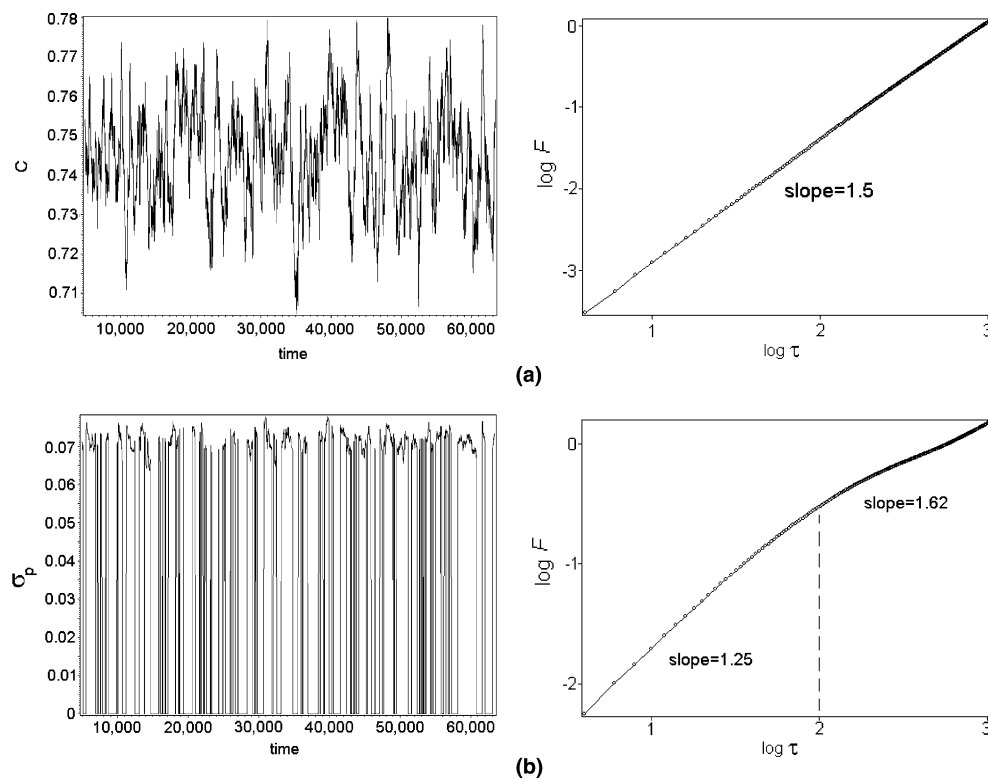 0.78
0.77
0.76
0.75
0.74
0.73
0.72
0.71
C
10,000 20,000 30,000 40,000 50,000 60,000
time
0
-1
-2
-3
log F
slope=1.5
1 2 3
log τ
(a)
0.07
0.06
0.05
0.04
0.03
0.02
0.01
0
σp
10,000 20,000 30,000 40,000 50,000 60,000
time
0
-1
-2
log F
slope=1.62
slope=1.25
1 2 3
log τ
(b)